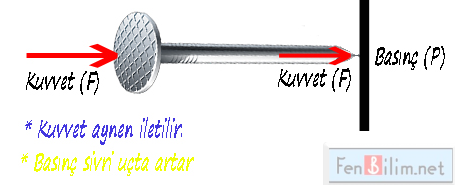 Kuvvet (F)
Kuvvet (F)
Basınç (P)
* Kuvvet aynen iletilir.
* Basınç sivri uçta artar
FenBilim.net